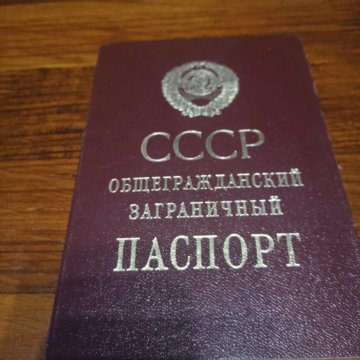 СССР
ОБЩЕГРАЖДАНСКИЙ
ЗАГРАНИЧНЫЙ
ПАСПОРТ